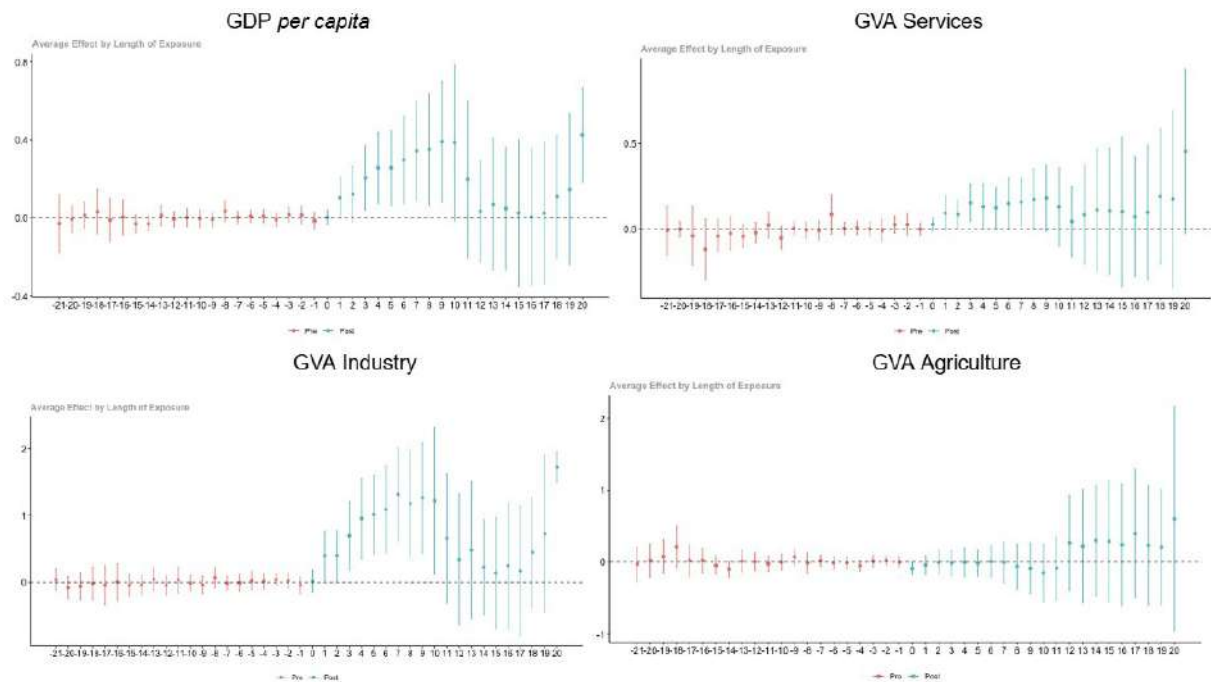 GDP per capita
Average Effect by Length of Exposure
0.8
0.4
0.0
-0.4
-21-20-19-18-17-16-15-14-13-12-11-10 -9 -8 -7 -6 -5 -4 -3 -2 -1 0 1 2 3 4 5 6 7 8 9 10 11 12 13 14 15 16 17 18 19 20
Pre Post
GVA Services
Average Effect by Length of Exposure
0.5
0.0
-21-20-19-18-17-16-15-14-13-12-11-10 -9 -8 -7 -6 -5 -4 -3 -2 -1 0 1 2 3 4 5 6 7 8 9 10 11 12 13 14 15 16 17 18 19 20
Pre Post
GVA Industry
Average Effect by Length of Exposure
2
1
0
-21-20-19-18-17-16-15-14-13-12-11-10 -9 -8 -7 -6 -5 -4 -3 -2 -1 0 1 2 3 4 5 6 7 8 9 10 11 12 13 14 15 16 17 18 19 20
Pre Post
GVA Agriculture
Average Effect by Length of Exposure
2
1
0
-1
-21-20-19-18-17-16-15-14-13-12-11-10 -9 -8 -7 -6 -5 -4 -3 -2 -1 0 1 2 3 4 5 6 7 8 9 10 11 12 13 14 15 16 17 18 19 20
Pre Post